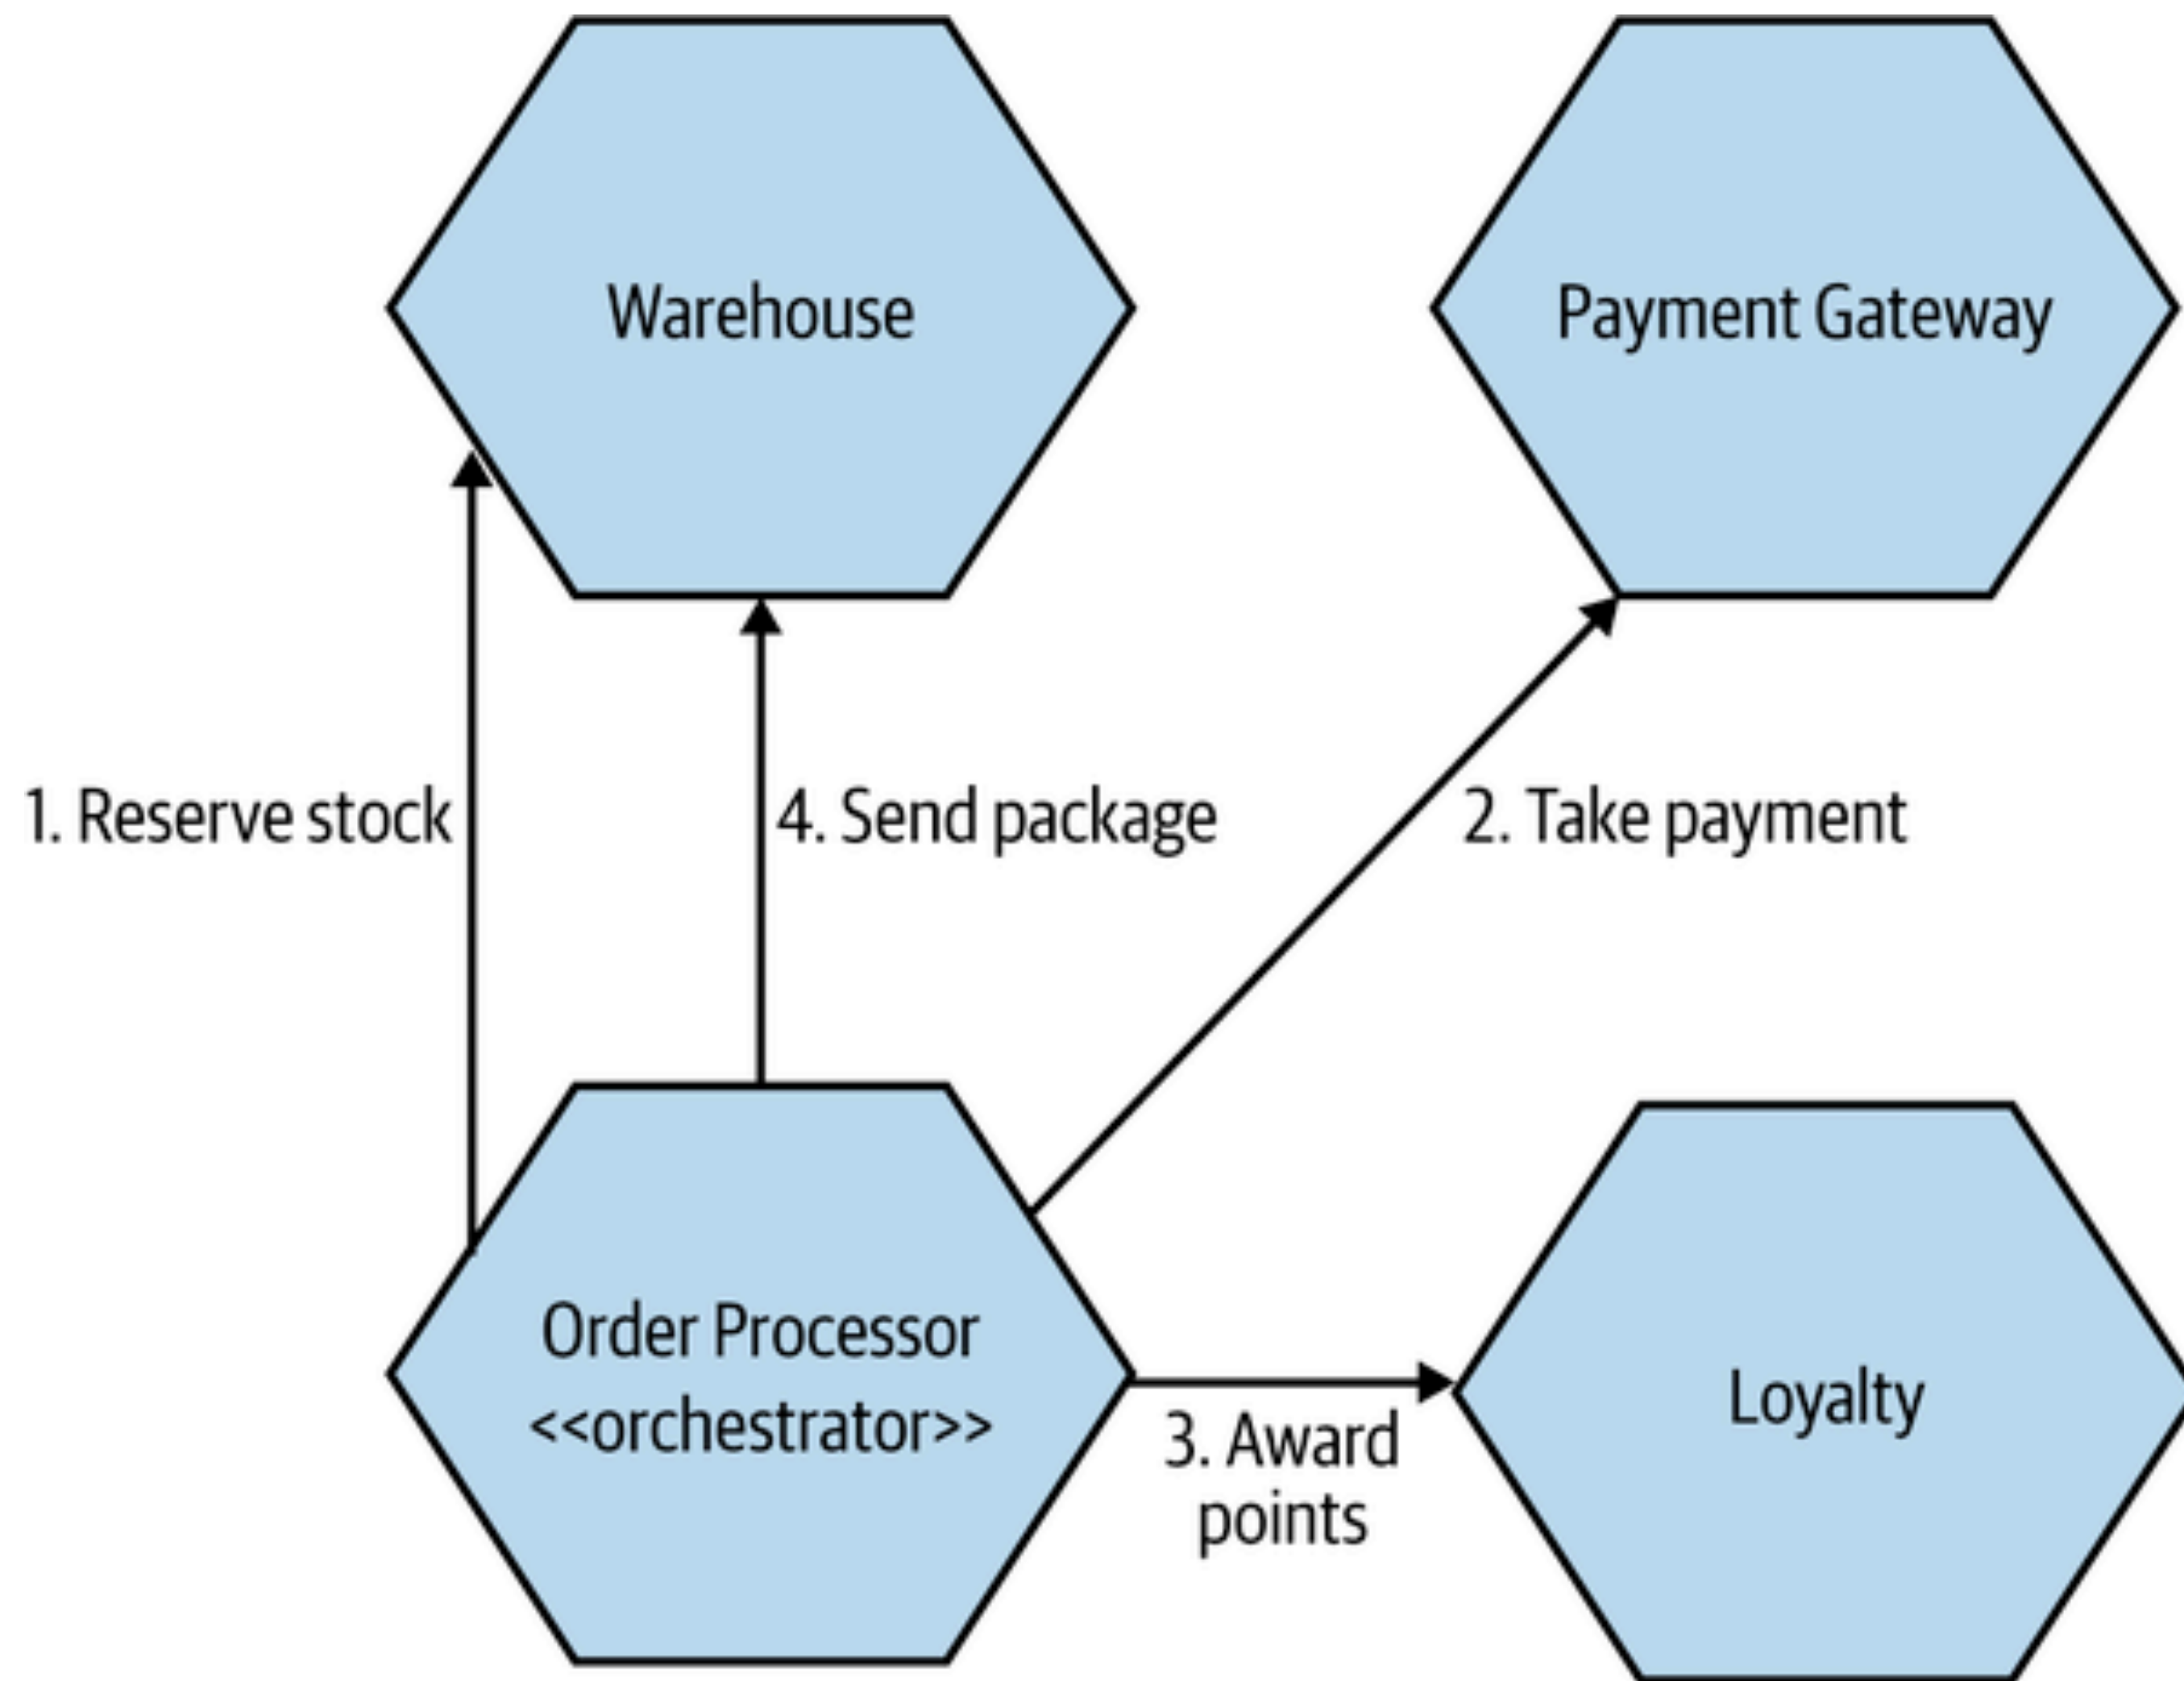 Warehouse
Payment Gateway
1. Reserve stock
4. Send package
2. Take payment
Order Processor
<<orchestrator>>
3. Award
points
Loyalty